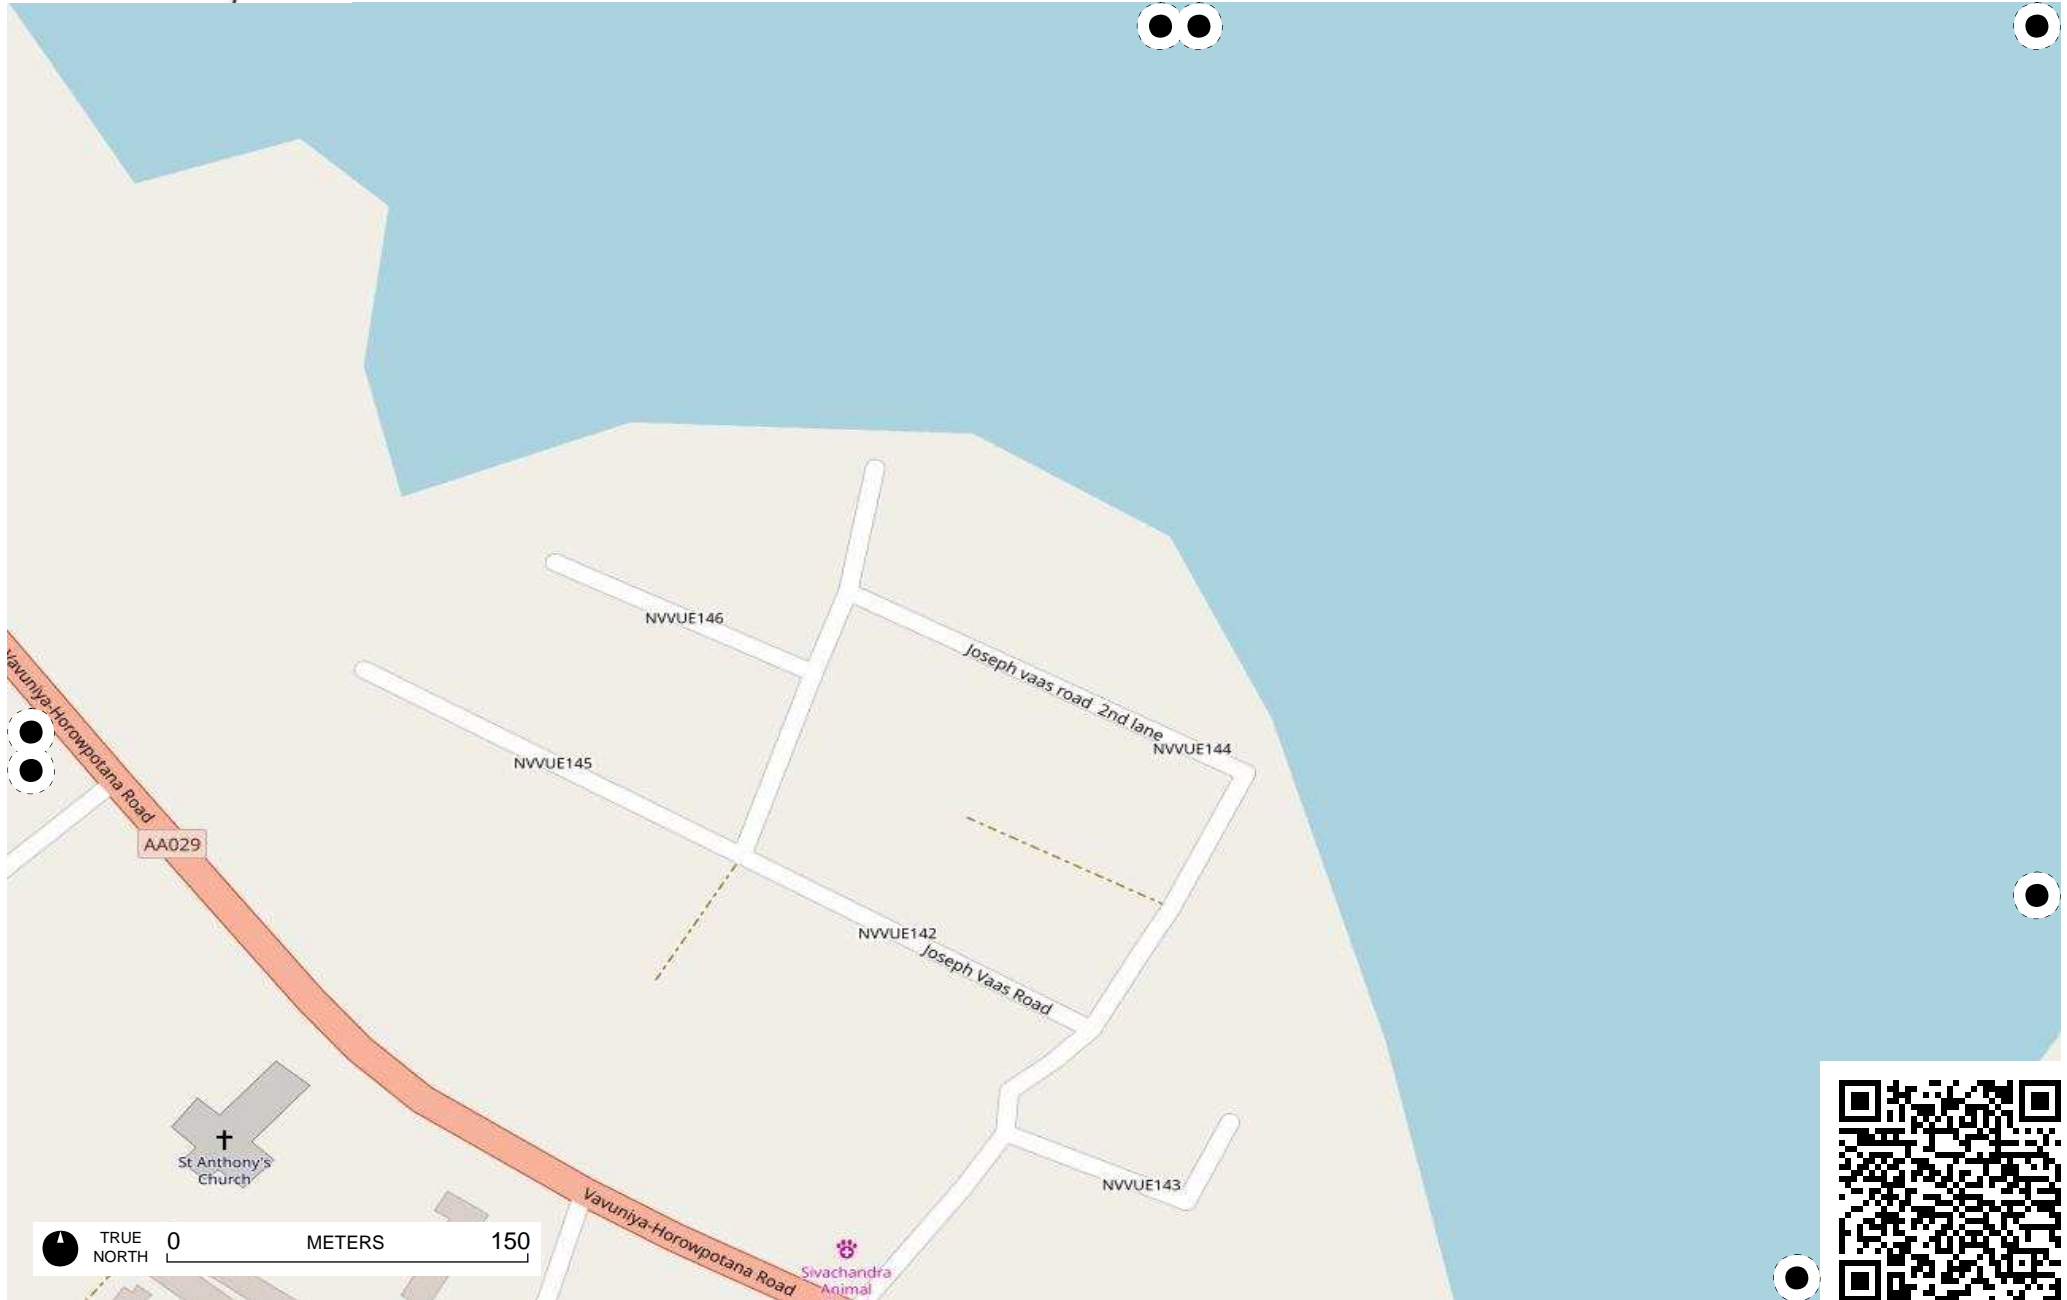 NVVUE146
Joseph vaas road 2nd lane
NVVUE144
Vavuniya-Horowpotana Road
NVVUE145
AA029
NVVUE142
Joseph Vaas Road
St Anthony's
Church
NVVUE143
Vavuniya-Horowpotana Road
Sivachandra
Animal
TRUE
NORTH
0 METERS 150